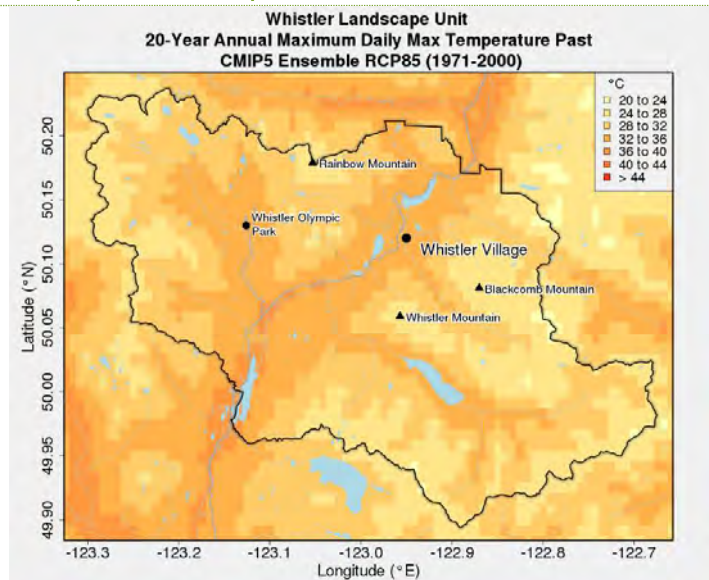 Whistler Landscape Unit
20-Year Annual Maximum Daily Max Temperature Past
CMIP5 Ensemble RCP85 (1971-2000)
°C
20 to 24
24 to 28
28 to 32
32 to 36
36 to 40
40 to 44
> 44
50.20
50.15
50.10
50.05
50.00
49.95
49.90
Latitude (°N)
Rainbow Mountain
Whistler Olympic
Park
Whistler Village
Blackcomb Mountain
Whistler Mountain
-123.3 -123.2 -123.1 -123.0 -122.9 -122.8 -122.7
Longitude (°E)